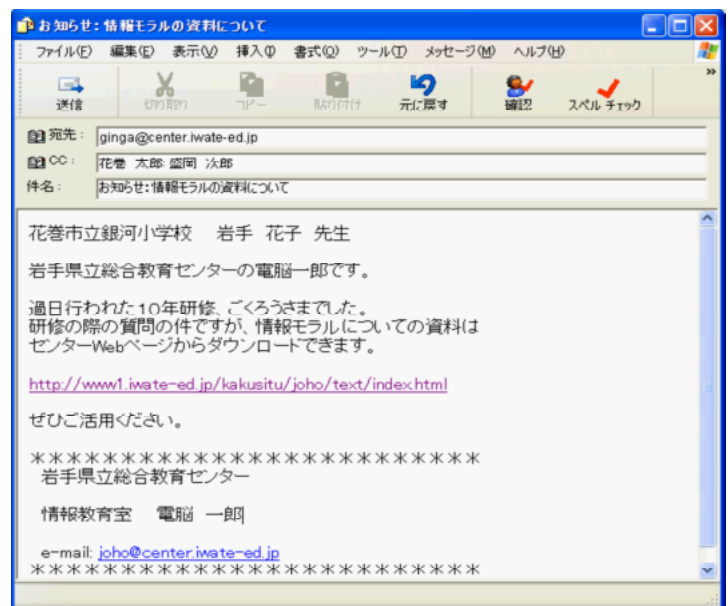 お知らせ：情報モラルの資料について
ファイル(F) 編集(E) 表示(V) 挿入(I) 書式(O) ツール(T) メッセージ(M) ヘルプ(H)
送信 切り取り コピー 貼り付け 元に戻す 確認 スペル チェック
宛先： ginga@center.iwate-ed.jp
CC： 花巻 太郎; 盛岡 次郎
件名： お知らせ：情報モラルの資料について
花巻市立銀河小学校 岩手 花子 先生
岩手県立総合教育センターの電脳一郎です。
過日行われた10年研修、ごくろうさまでした。
研修の際の質問の件ですが、情報モラルについての資料は
センターWebページからダウンロードできます。
http://www1.iwate-ed.jp/kakusitu/joho/text/index.html
ぜひご活用ください。
＊＊＊＊＊＊＊＊＊＊＊＊＊＊＊＊＊＊＊＊＊＊＊＊＊
岩手県立総合教育センター
情報教育室 電脳 一郎
e-mail: joho@center.iwate-ed.jp
＊＊＊＊＊＊＊＊＊＊＊＊＊＊＊＊＊＊＊＊＊＊＊＊＊